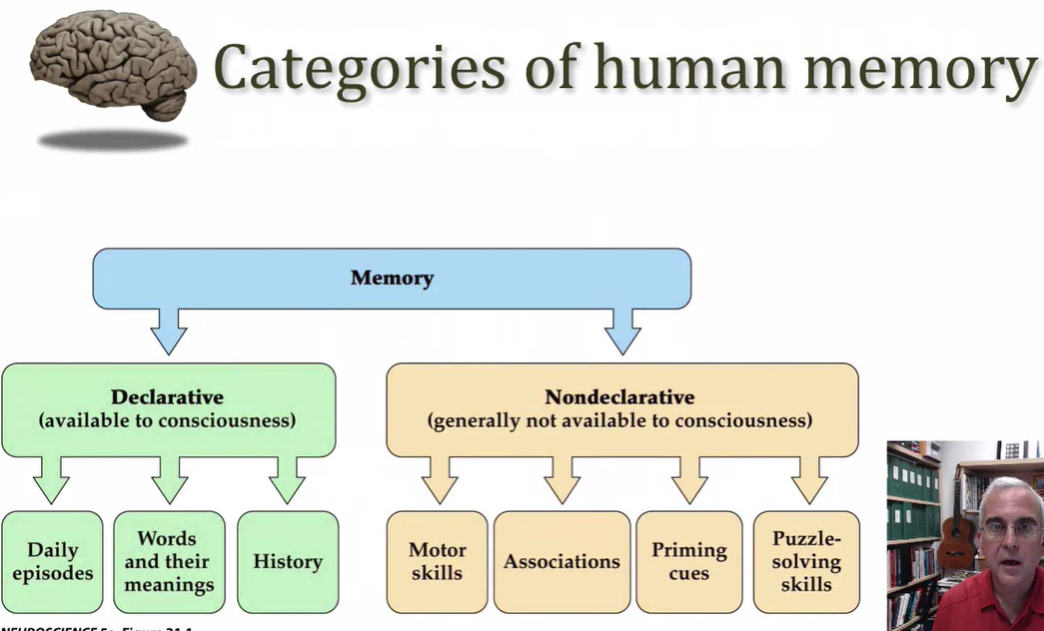 Categories of human memory
Memory
Declarative
(available to consciousness)
Nondeclarative
(generally not available to consciousness)
Daily
episodes
Words
and their
meanings
History
Motor
skills
Associations
Priming
cues
Puzzle-
solving
skills
NEUROSCIENCE 5e, Figure 31.1